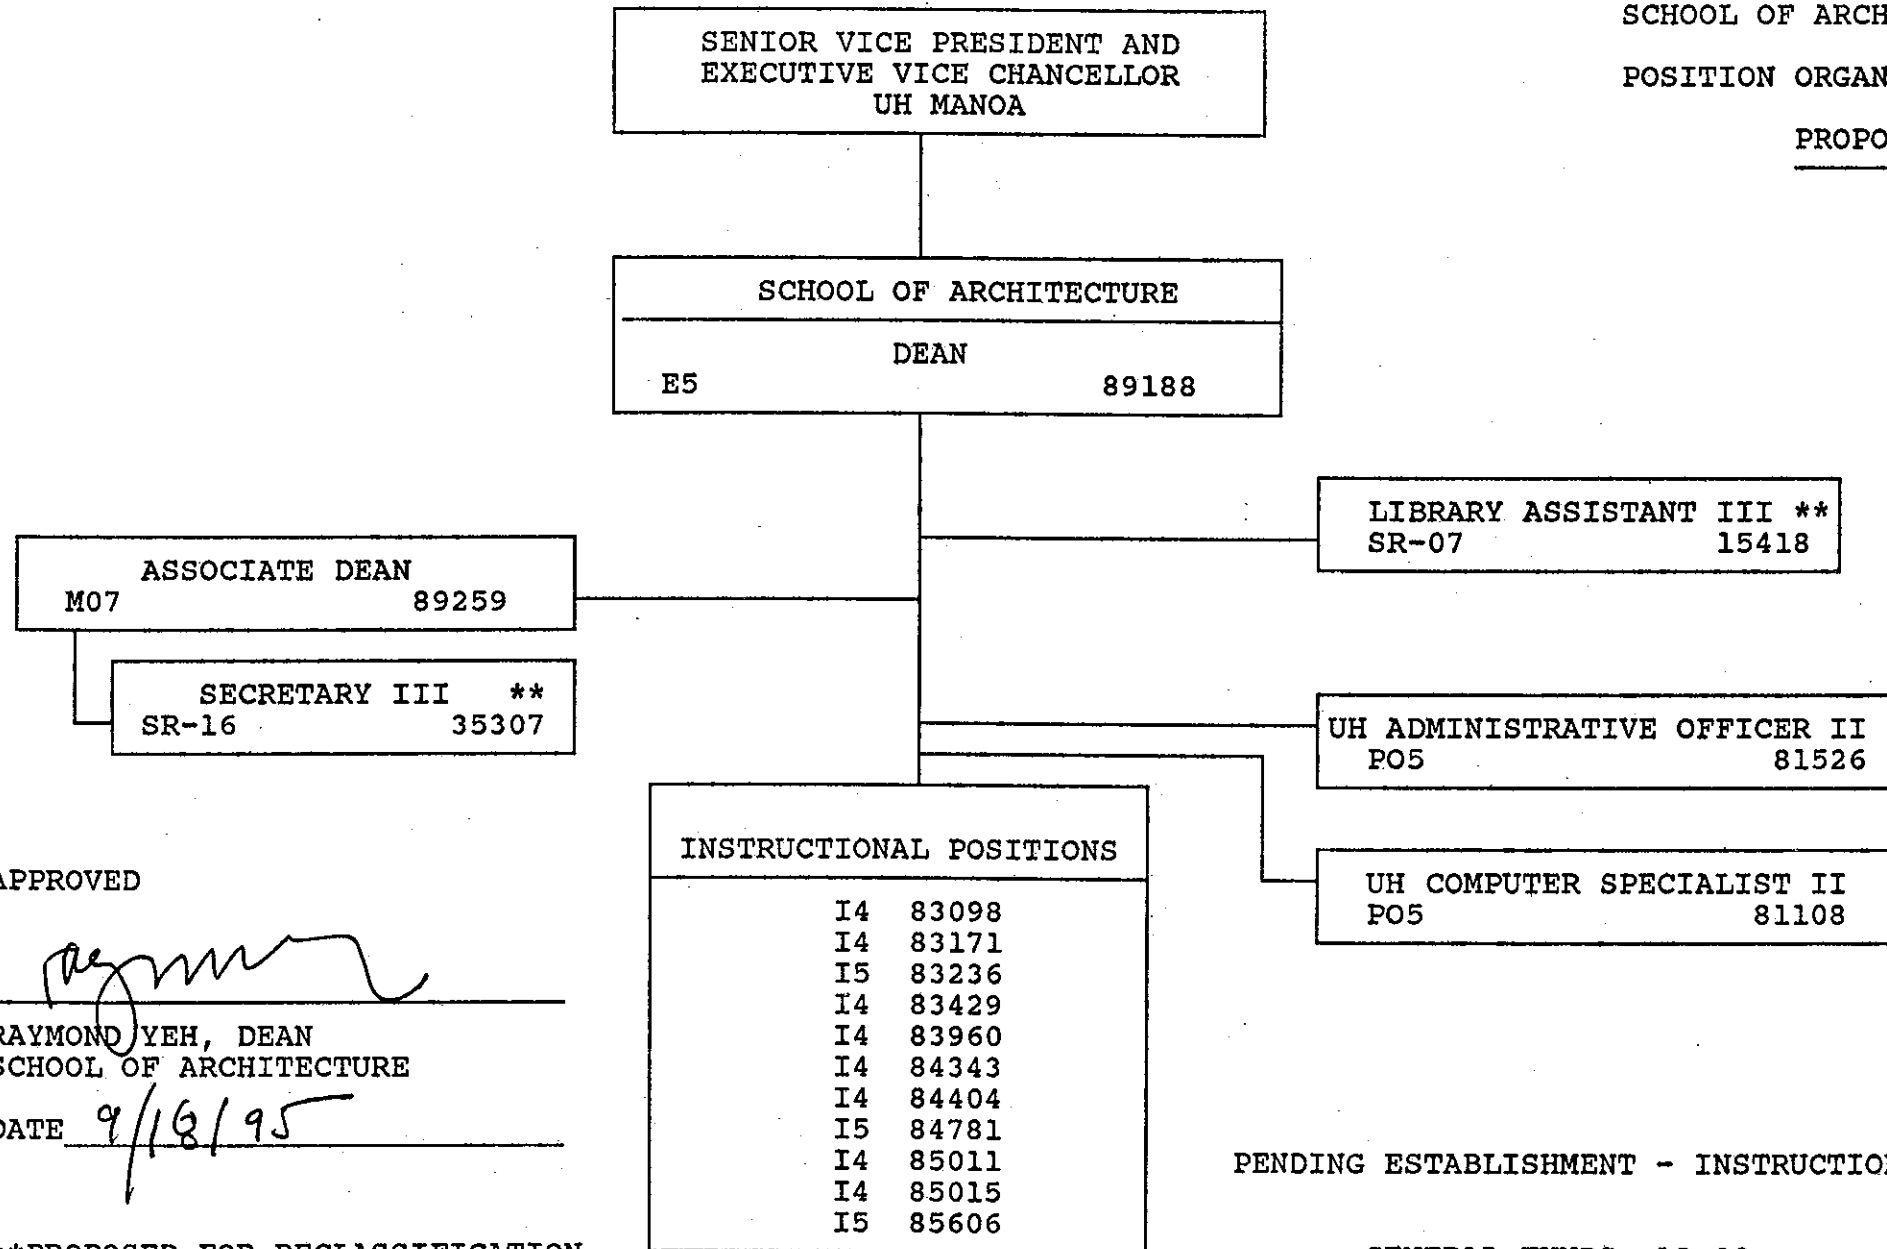 SCHOOL OF ARCH
POSITION ORGAN
PROPO
SENIOR VICE PRESIDENT AND
EXECUTIVE VICE CHANCELLOR
UH MANOA
SCHOOL OF ARCHITECTURE
DEAN
E5 89188
LIBRARY ASSISTANT III **
SR-07 15418
ASSOCIATE DEAN
M07 89259
SECRETARY III **
SR-16 35307
UH ADMINISTRATIVE OFFICER II
PO5 81526
UH COMPUTER SPECIALIST II
PO5 81108
INSTRUCTIONAL POSITIONS
I4 83098
I4 83171
I5 83236
I4 83429
I4 83960
I4 84343
I4 84404
I5 84781
I4 85011
I4 85015
I5 85606
APPROVED
RAYMOND YEH, DEAN
SCHOOL OF ARCHITECTURE
DATE 9/18/95
PENDING ESTABLISHMENT - INSTRUCTION
**PROPOSED FOR RECLASSIFICATION